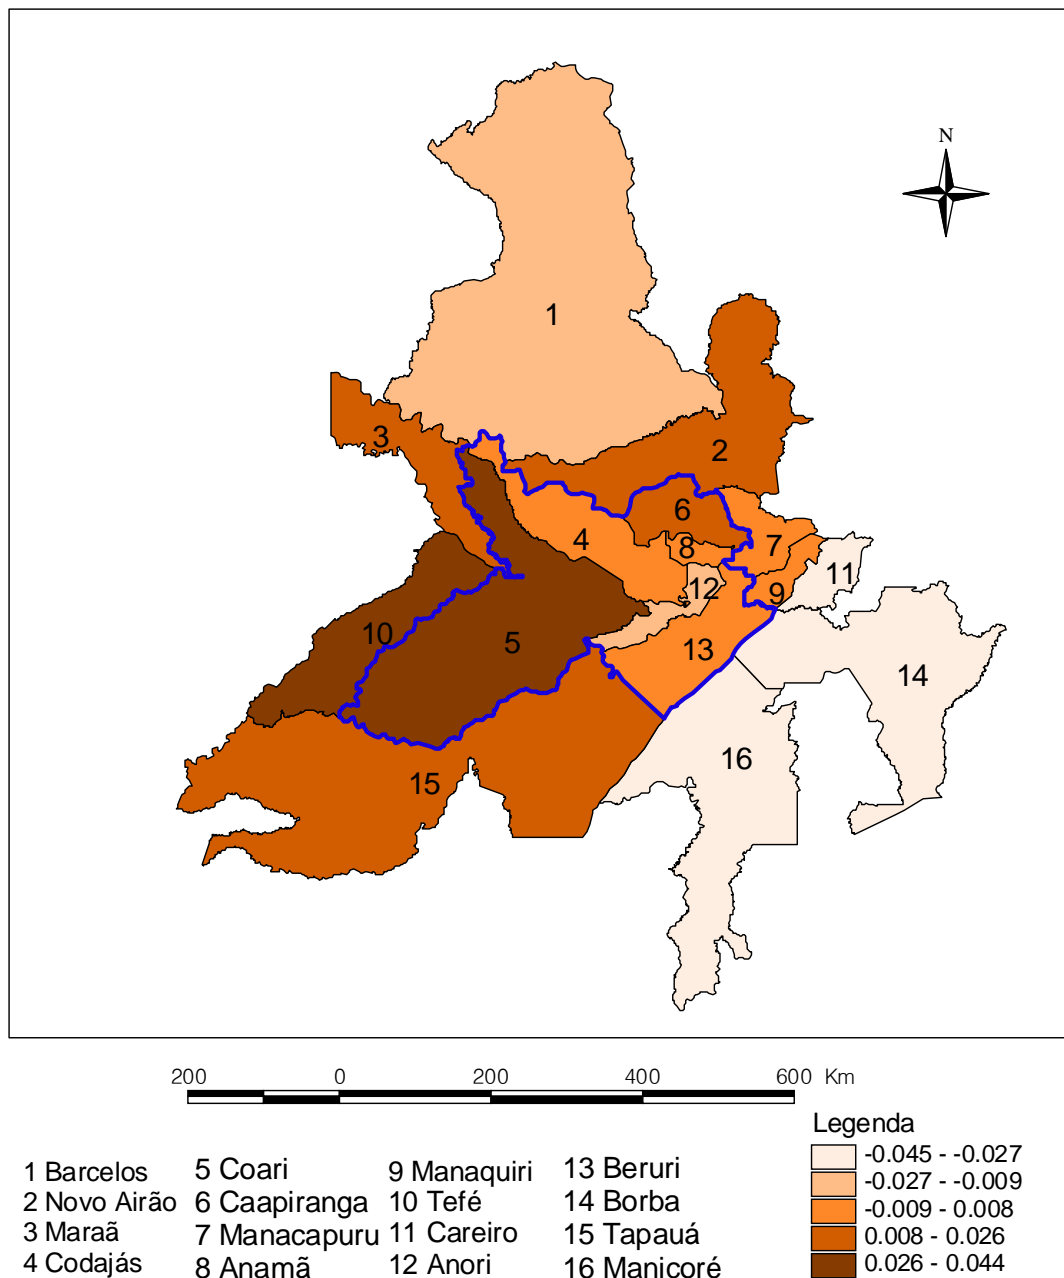 N
1
2
3
6
4
7
8
11
12
9
10
5
13
14
16
15
200 0 200 400 600 Km
Legenda
-0.045 - -0.027
-0.027 - -0.009
-0.009 - 0.008
0.008 - 0.026
0.026 - 0.044
1 Barcelos
2 Novo Airão
3 Maraã
4 Codajás
5 Coari
6 Caapiranga
7 Manacapuru
8 Anamã
9 Manaquiri
10 Tefé
11 Careiro
12 Anori
13 Beruri
14 Borba
15 Tapauá
16 Manicoré